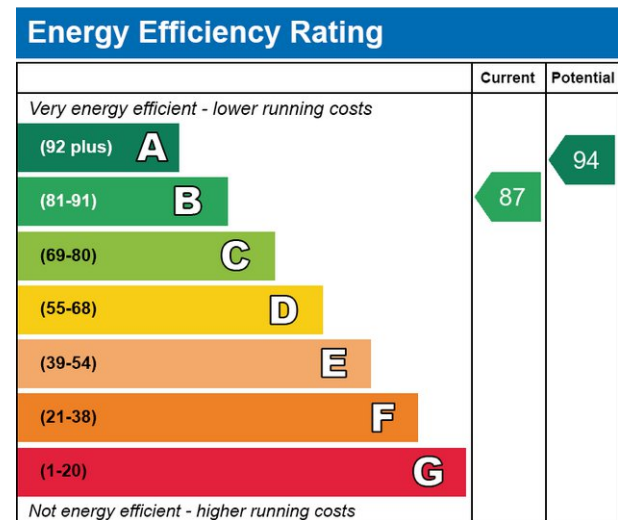 Energy Efficiency Rating
Current Potential
Very energy efficient - lower running costs
(92 plus) A
94
(81-91) B
87
(69-80) C
(55-68) D
(39-54) E
(21-38) F
(1-20) G
Not energy efficient - higher running costs